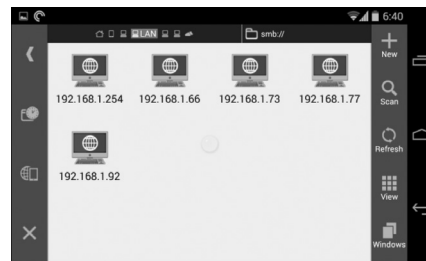 6:40
LAN
smb://
New
192.168.1.254 192.168.1.66 192.168.1.73 192.168.1.77
Scan
Refresh
192.168.1.92
View
Windows